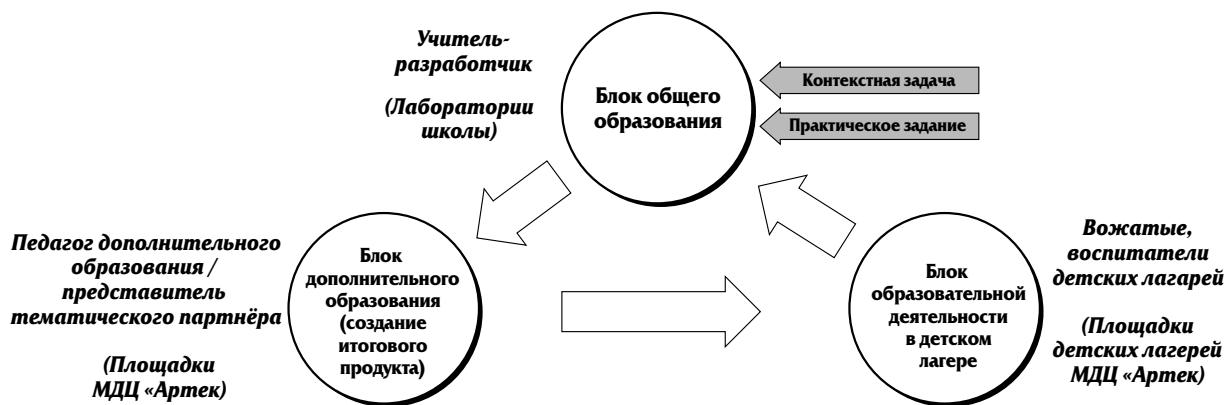 Учитель-
разработчик
(Лаборатории
школы)
Блок общего
образования
Контекстная задача
Практическое задание
Педагог дополнительного
образования /
представитель
тематического партнёра
(Площадки
МДЦ «Артек»)
Блок
дополнительного
образования
(создание
итогового
продукта)
Блок
образовательной
деятельности
в детском
лагере
Вожатые,
воспитатели
детских лагарей
(Площадки
детских лагерей
МДЦ «Артек»)